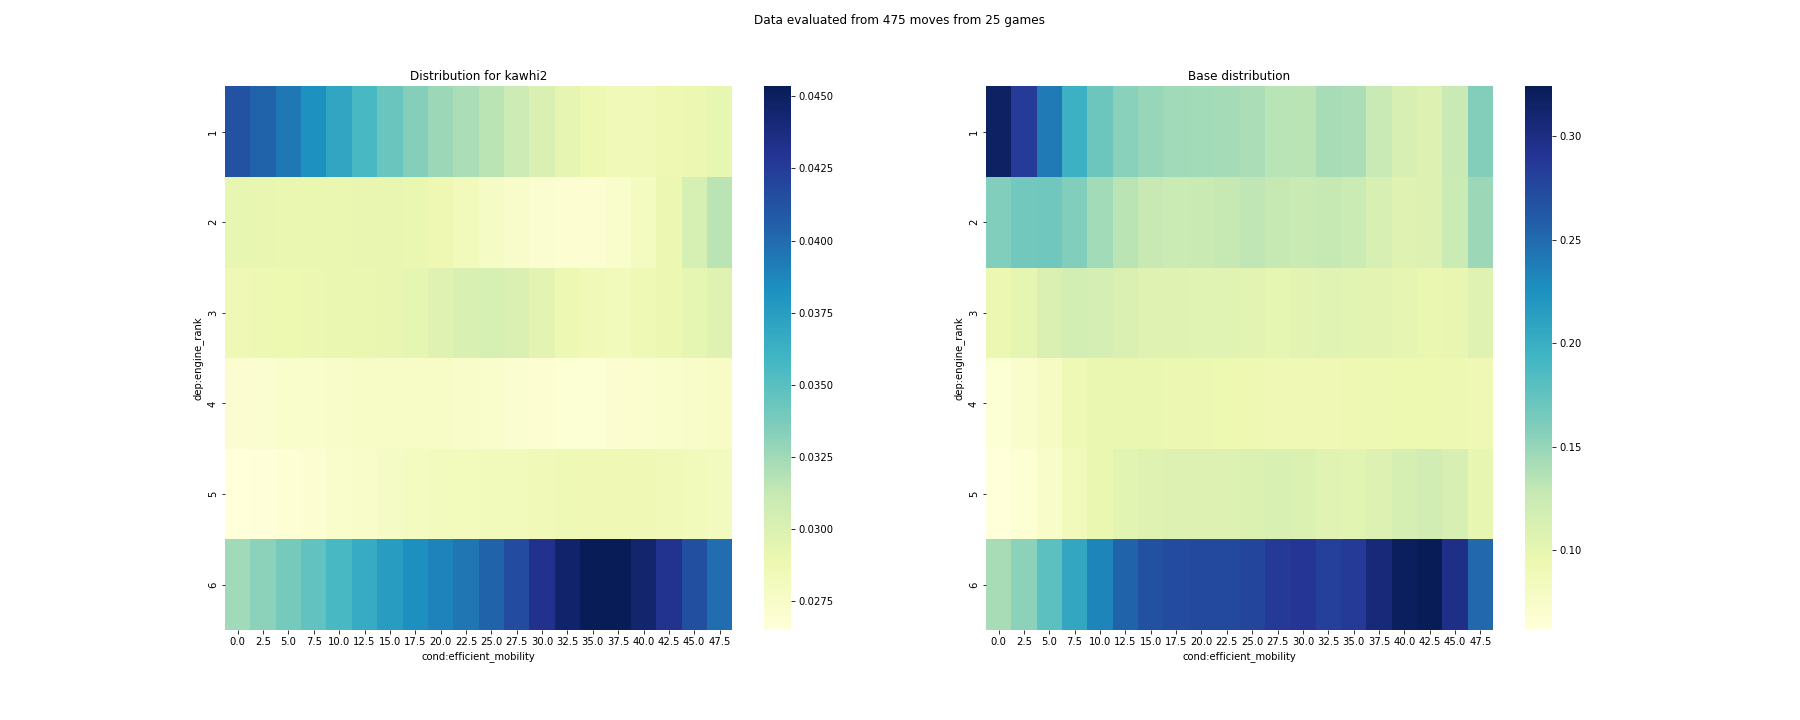 Data evaluated from 475 moves from 25 games
Distribution for kawhi2
dep:engine_rank
1
2
3
4
5
6
0.0 2.5 5.0 7.5 10.0 12.5 15.0 17.5 20.0 22.5 25.0 27.5 30.0 32.5 35.0 37.5 40.0 42.5 45.0 47.5
cond:efficient_mobility
0.0450
0.0425
0.0400
0.0375
0.0350
0.0325
0.0300
0.0275
Base distribution
dep:engine_rank
1
2
3
4
5
6
0.0 2.5 5.0 7.5 10.0 12.5 15.0 17.5 20.0 22.5 25.0 27.5 30.0 32.5 35.0 37.5 40.0 42.5 45.0 47.5
cond:efficient_mobility
0.30
0.25
0.20
0.15
0.10